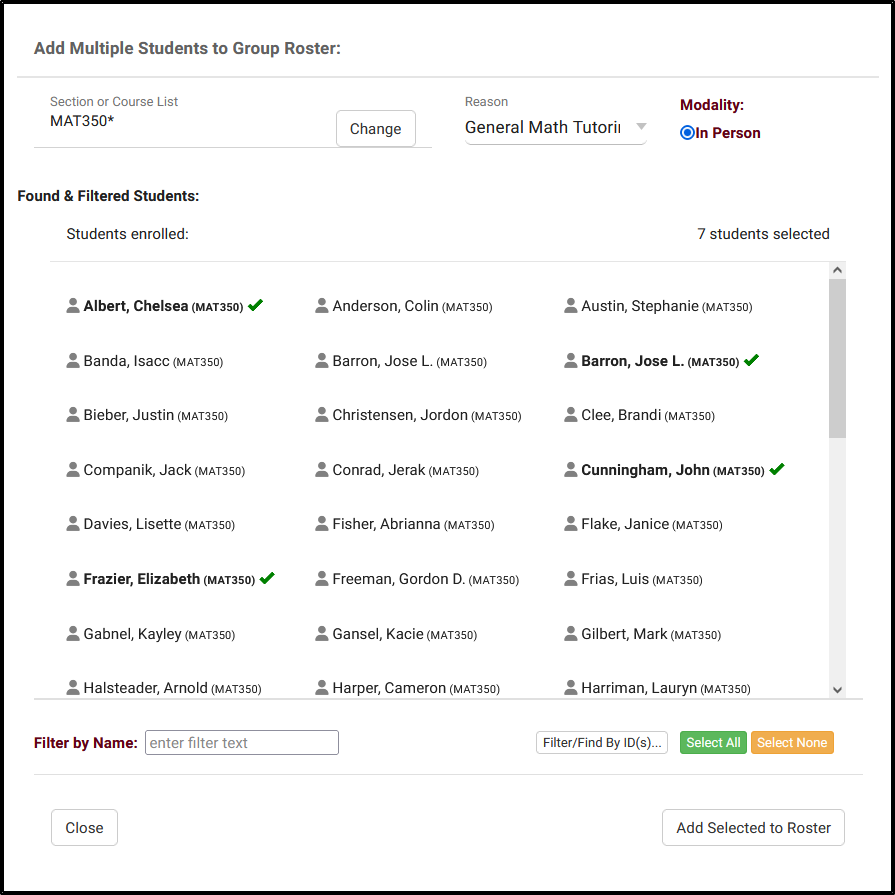 Add Multiple Students to Group Roster:
Section or Course List
MAT350*
Change
Reason
General Math Tutorin
Modality:
In Person
Found & Filtered Students:
Students enrolled: 7 students selected
Albert, Chelsea (MAT350) Anderson, Colin (MAT350) Austin, Stephanie (MAT350)
Banda, Isacc (MAT350) Barron, Jose L. (MAT350) Barron, Jose L. (MAT350)
Bieber, Justin (MAT350) Christensen, Jordon (MAT350) Clee, Brandi (MAT350)
Companik, Jack (MAT350) Conrad, Jerak (MAT350) Cunningham, John (MAT350)
Davies, Lisette (MAT350) Fisher, Abrianna (MAT350) Flake, Janice (MAT350)
Frazier, Elizabeth (MAT350) Freeman, Gordon D. (MAT350) Frias, Luis (MAT350)
Gabnel, Kayley (MAT350) Gansel, Kacie (MAT350) Gilbert, Mark (MAT350)
Halsteader, Arnold (MAT350) Harper, Cameron (MAT350) Harriman, Lauryn (MAT350)
Filter by Name: enter filter text Filter/Find By ID(s)... Select All Select None
Close Add Selected to Roster